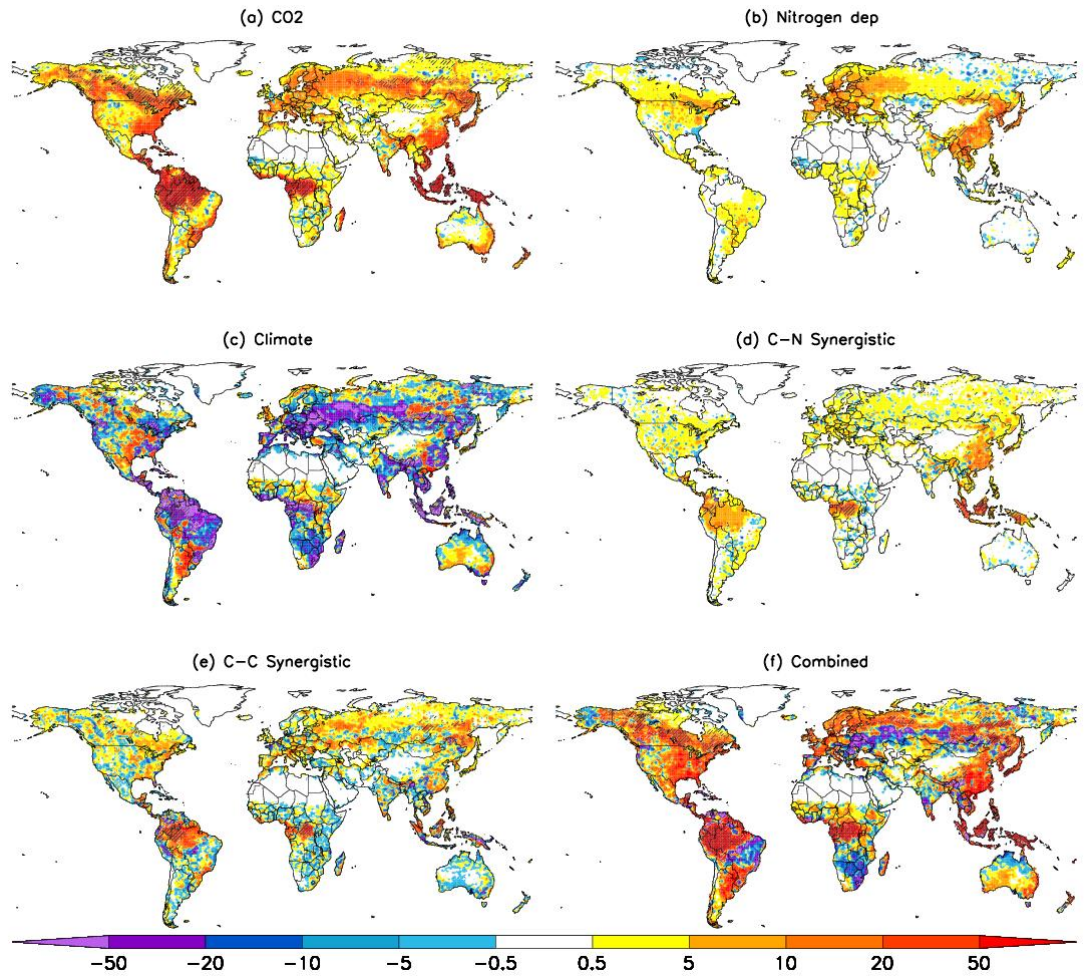 (a) CO2
(b) Nitrogen dep
(c) Climate
(d) C-N Synergistic
(e) C-C Synergistic
(f) Combined
-50 -20 -10 -5 -0.5 0.5 5 10 20 50